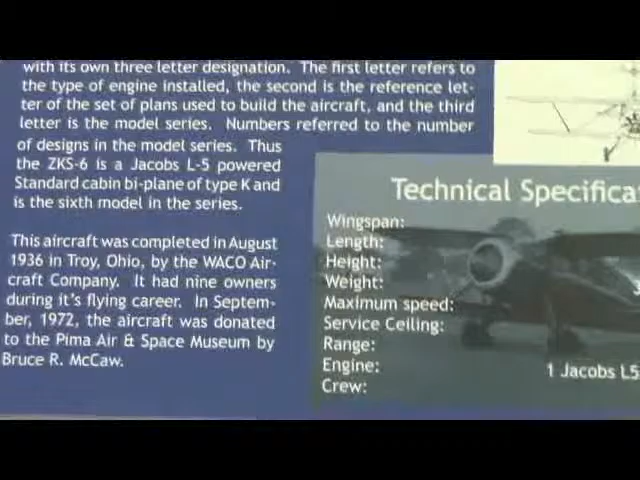 with its own three letter designation. The first letter refers to
the type of engine installed, the second is the reference let-
ter of the set of plans used to build the aircraft, and the third
letter is the model series. Numbers referred to the number
of designs in the model series. Thus
the ZKS-6 is a Jacobs L-5 powered
Standard cabin bi-plane of type K and
is the sixth model in the series.
This aircraft was completed in August
1936 in Troy, Ohio, by the WACO Air-
craft Company. It had nine owners
during it's flying career. In Septem-
ber, 1972, the aircraft was donated
to the Pima Air & Space Museum by
Bruce R. McCaw.
Technical Specifica
Wingspan:
Length:
Height:
Weight:
Maximum speed:
Service Ceiling:
Range:
Engine:
1 Jacobs L5
Crew: